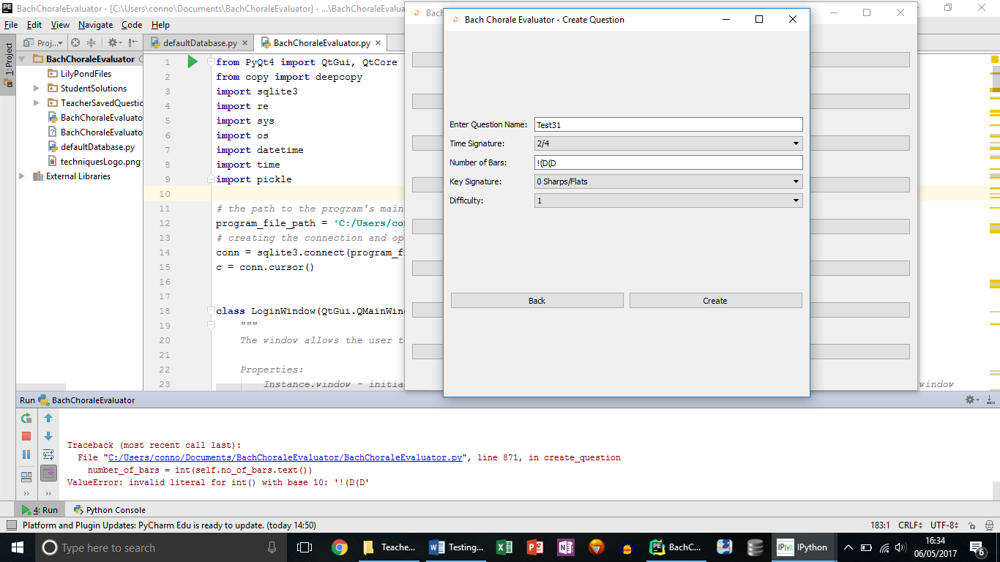 BachChoraleEvaluator - [C:\Users\conno\Documents\BachChoraleEvaluator] - ...\BachChoraleE
File Edit View Navigate Code Help
1: Project
Proj...
defaultDatabase.py
BachChoraleEvaluator.py
BachChoraleEvaluator
LilyPondFiles
StudentSolutions
TeacherSavedQuestic
BachChoraleEvaluato
BachChoraleEvaluato
defaultDatabase.py
techniquesLogo.png
External Libraries
1 from PyQt4 import QtGui, QtCore
2 from copy import deepcopy
3 import sqlite3
4 import re
5 import sys
6 import os
7 import datetime
8 import time
9 import pickle
10
11 # the path to the program's main
12 program_file_path = 'C:/Users/con
13 # creating the connection and ope
14 conn = sqlite3.connect(program_fi
15 c = conn.cursor()
16
17
18 class LoginWindow(QtGui.QMainWind
19 """
20 The window allows the user to
21
22 Properties:
23 Instance.window - initia
window
Bac
Bach Chorale Evaluator - Create Question
Enter Question Name: Test31
Time Signature: 2/4
Number of Bars: !(D(D
Key Signature: 0 Sharps/Flats
Difficulty: 1
Back Create
Run BachChoraleEvaluator
Traceback (most recent call last):
File "C:/Users/conno/Documents/BachChoraleEvaluator/BachChoraleEvaluator.py", line 871, in create_question
number_of_bars = int(self.no_of_bars.text())
ValueError: invalid literal for int() with base 10: '!(D(D'
4: Run Python Console
Platform and Plugin Updates: PyCharm Edu is ready to update. (today 14:50)
183:1 CRLF UTF-8
Type here to search
Teache...
Testing...
BachC...
IP[y]: IPython
16:34
06/05/2017
6